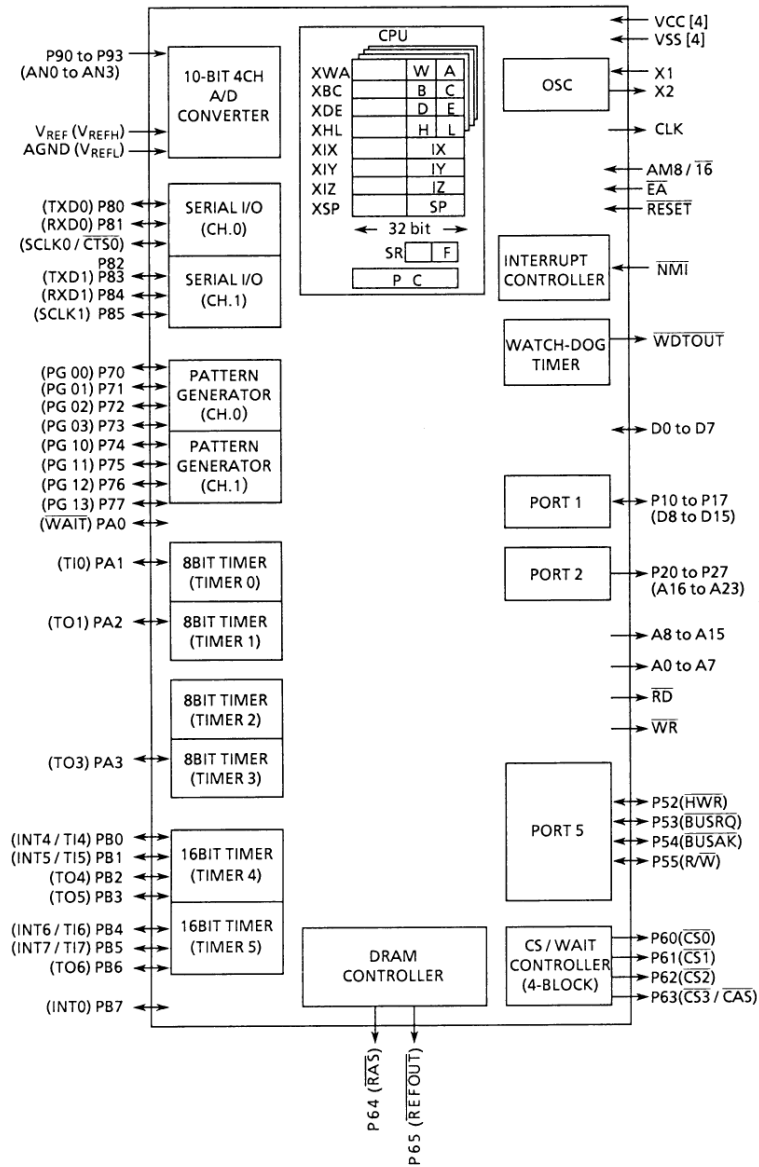 P90 to P93
(AN0 to AN3)
VREF (VREFH)
AGND (VREFL)
10-BIT 4CH
A/D
CONVERTER
(TXD0) P80
(RXD0) P81
(SCLK0 / CTS0)
P82
(TXD1) P83
(RXD1) P84
(SCLK1) P85
SERIAL I/O
(CH.0)
SERIAL I/O
(CH.1)
(PG 00) P70
(PG 01) P71
(PG 02) P72
(PG 03) P73
(PG 10) P74
(PG 11) P75
(PG 12) P76
(PG 13) P77
(WAIT) PA0
PATTERN
GENERATOR
(CH.0)
PATTERN
GENERATOR
(CH.1)
(TI0) PA1
(TO1) PA2
8BIT TIMER
(TIMER 0)
8BIT TIMER
(TIMER 1)
(TO3) PA3
8BIT TIMER
(TIMER 2)
8BIT TIMER
(TIMER 3)
(INT4 / TI4) PB0
(INT5 / TI5) PB1
(TO4) PB2
(TO5) PB3
(INT6 / TI6) PB4
(INT7 / TI7) PB5
(TO6) PB6
(INT0) PB7
16BIT TIMER
(TIMER 4)
16BIT TIMER
(TIMER 5)
CPU
XWA W A
XBC B C
XDE D E
XHL H L
XIX IX
XIY IY
XIZ IZ
XSP SP
32 bit
SR F
P C
DRAM
CONTROLLER
P64 (RAS)
P65 (REFOUT)
VCC [4]
VSS [4]
OSC
X1
X2
CLK
AM8 / 16
EA
RESET
INTERRUPT
CONTROLLER
NMI
WATCH-DOG
TIMER
WDTOUT
D0 to D7
PORT 1
P10 to P17
(D8 to D15)
PORT 2
P20 to P27
(A16 to A23)
A8 to A15
A0 to A7
RD
WR
PORT 5
P52(HWR)
P53(BUSRQ)
P54(BUSAK)
P55(R/W)
CS / WAIT
CONTROLLER
(4-BLOCK)
P60(CS0)
P61(CS1)
P62(CS2)
P63(CS3 / CAS)